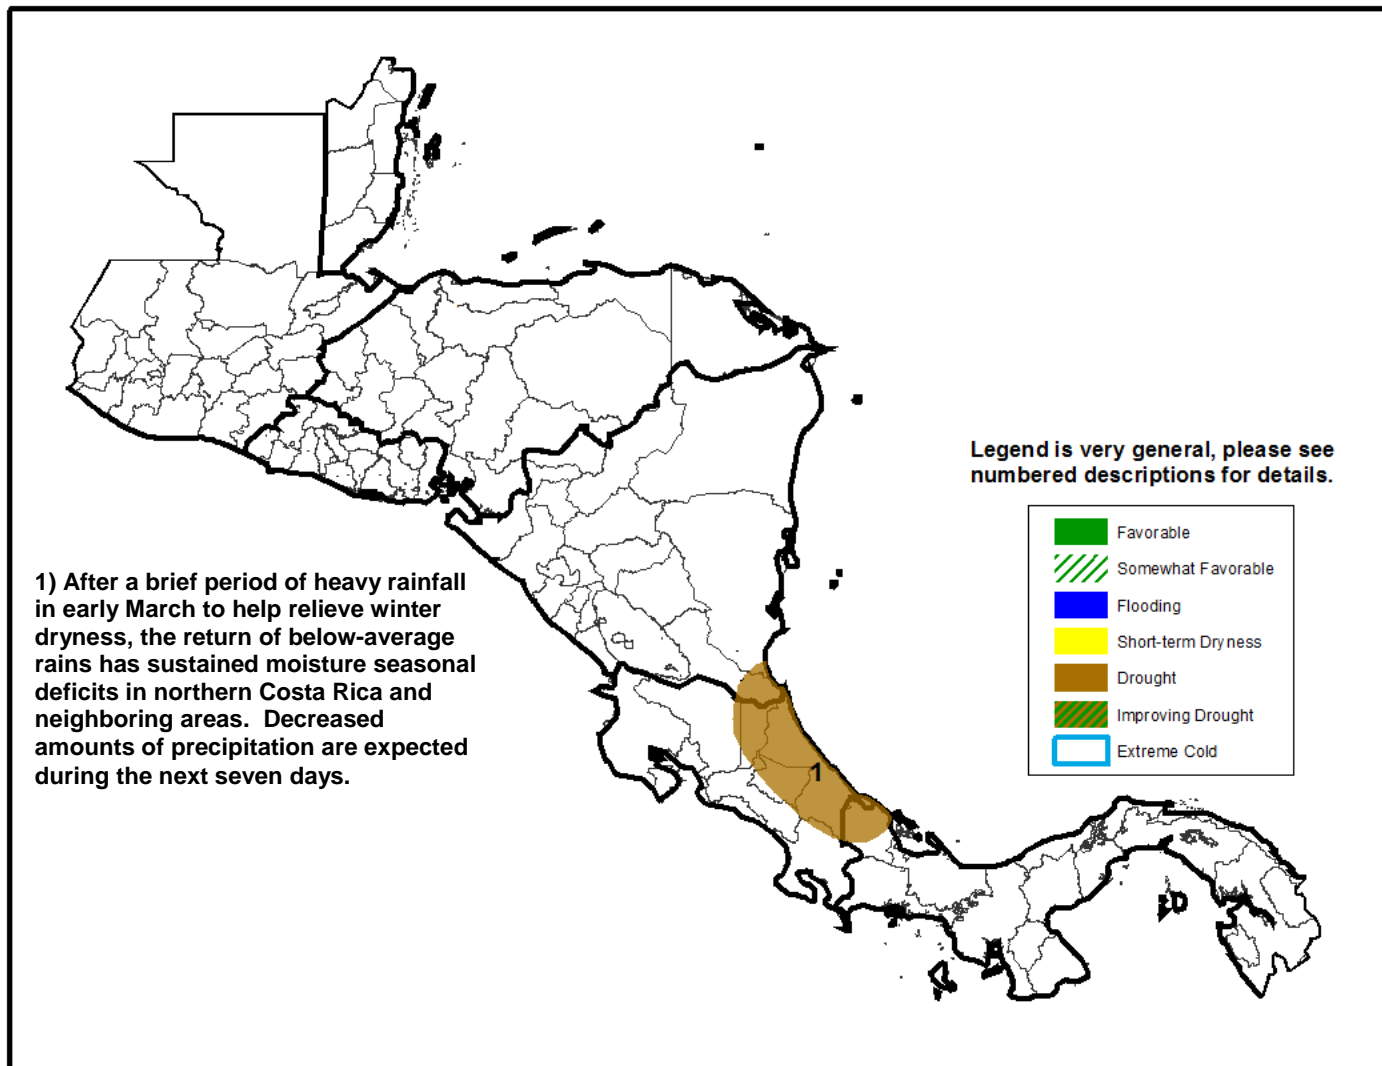 Legend is very general, please see
numbered descriptions for details.
Favorable
Somewhat Favorable
Flooding
Short-term Dryness
Drought
Improving Drought
Extreme Cold
1) After a brief period of heavy rainfall
in early March to help relieve winter
dryness, the return of below-average
rains has sustained moisture seasonal
deficits in northern Costa Rica and
neighboring areas.  Decreased
amounts of precipitation are expected
during the next seven days.
1